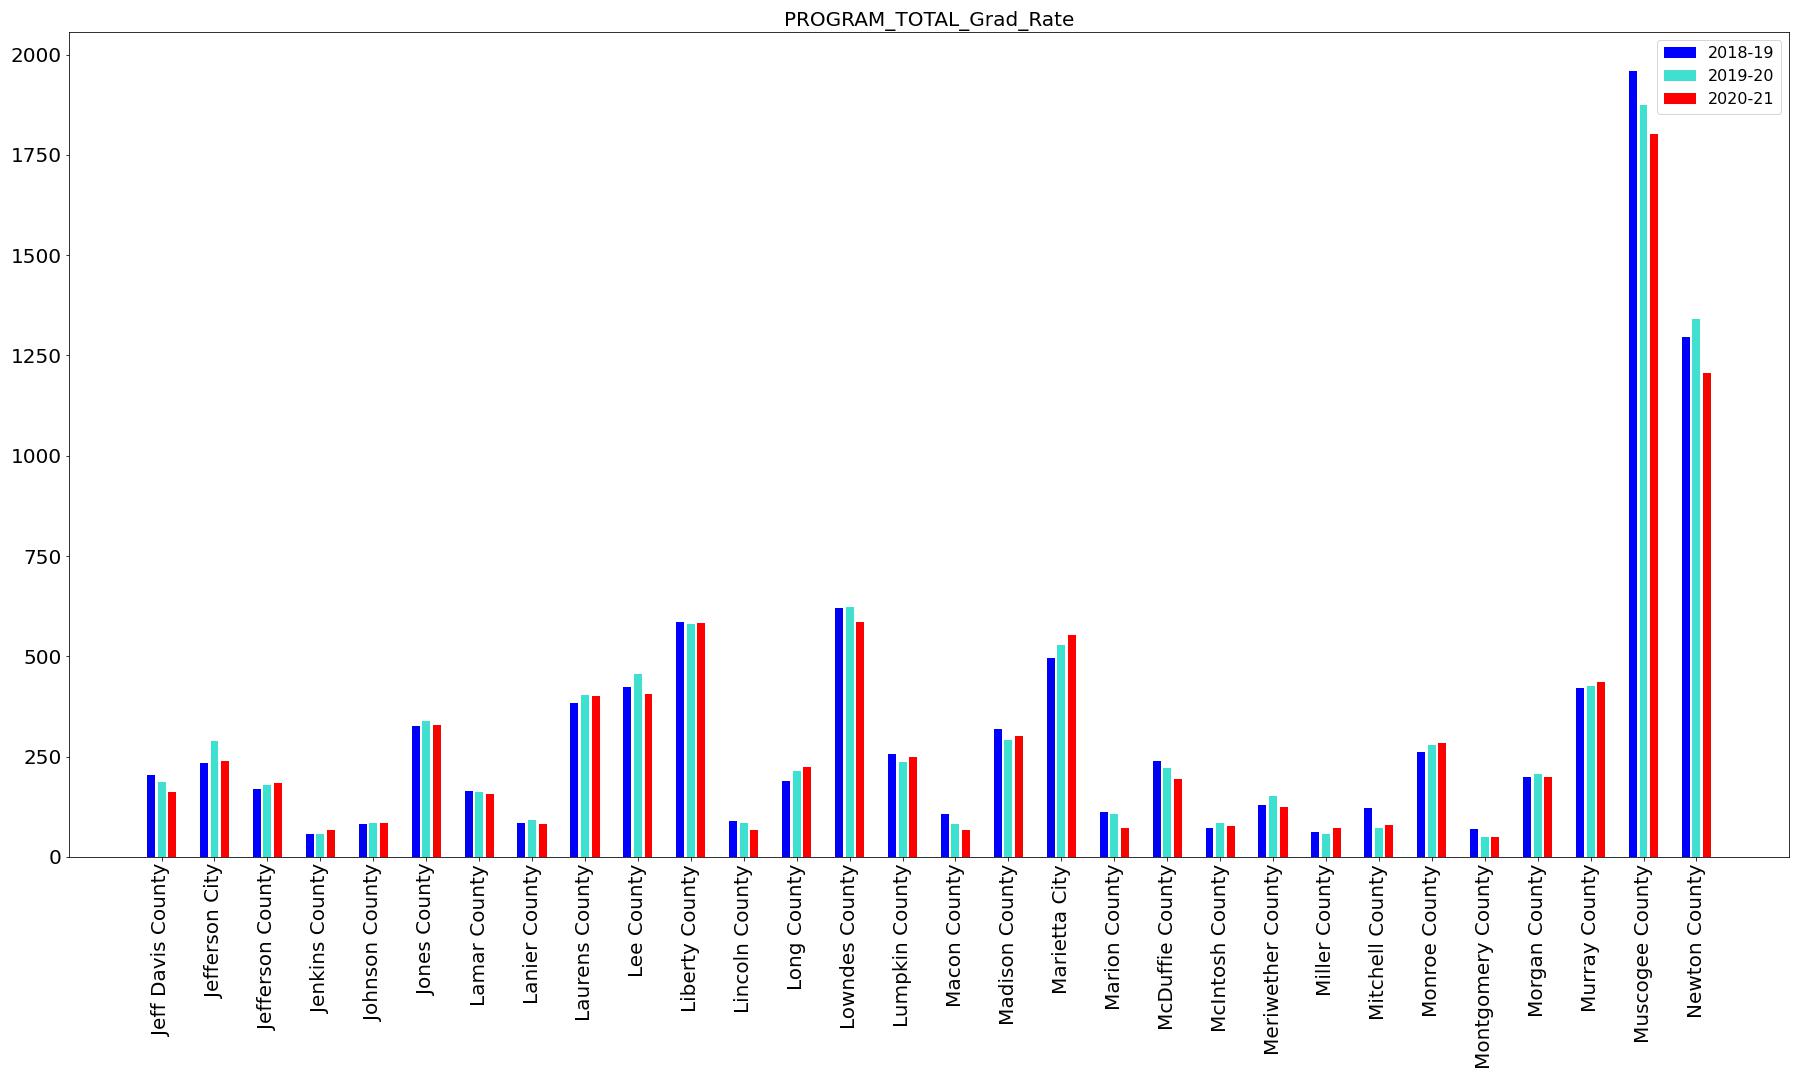 PROGRAM_TOTAL_Grad_Rate
2018-19
2019-20
2020-21
2000
1750
1500
1250
1000
750
500
250
0
Jeff Davis County
Jefferson City
Jefferson County
Jenkins County
Johnson County
Jones County
Lamar County
Lanier County
Laurens County
Lee County
Liberty County
Lincoln County
Long County
Lowndes County
Lumpkin County
Macon County
Madison County
Marietta City
Marion County
McDuffie County
McIntosh County
Meriwether County
Miller County
Mitchell County
Monroe County
Montgomery County
Morgan County
Murray County
Muscogee County
Newton County